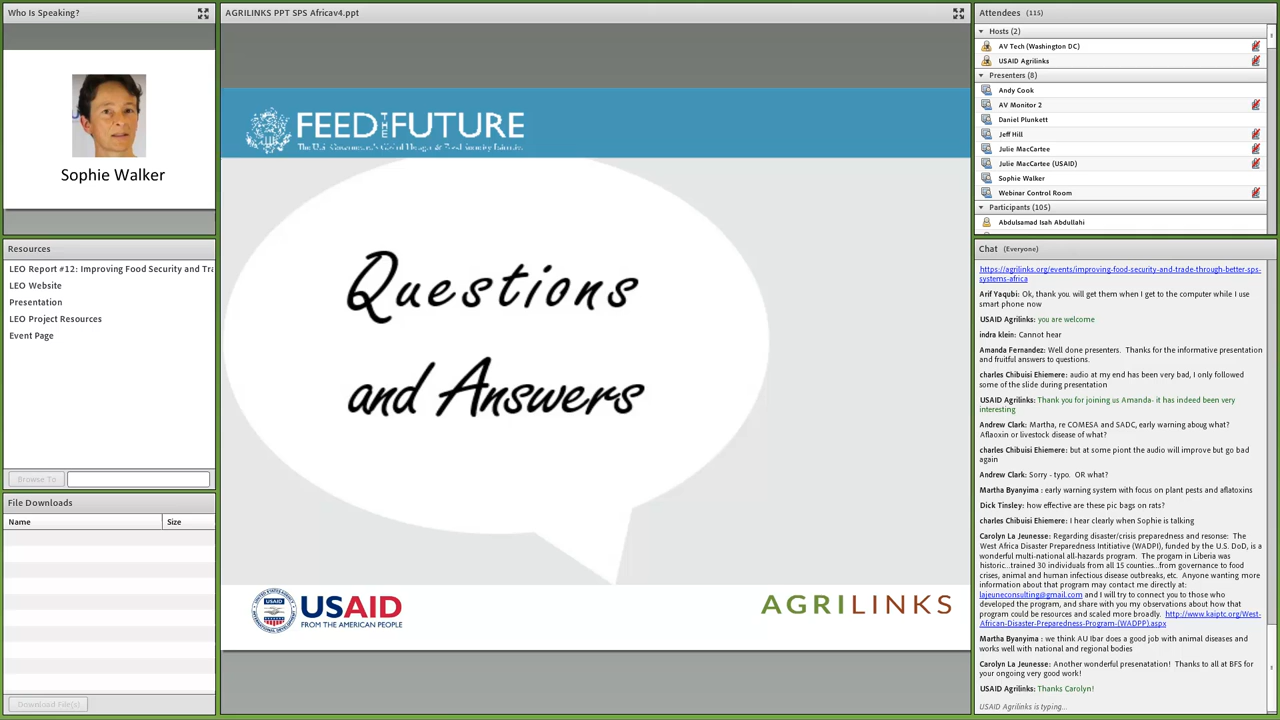 Who Is Speaking?
Sophie Walker
Resources
LEO Report #12: Improving Food Security and Tra
LEO Website
Presentation
LEO Project Resources
Event Page
Browse To
File Downloads
Name Size
Download File(s)
AGRILINKS PPT SPS Africav4.ppt
FEED THE FUTURE
The U.S. Government's Global Hunger & Food Security Initiative
Questions
and Answers
USAID
FROM THE AMERICAN PEOPLE
AGRILINKS
Attendees (115)
Hosts (2)
AV Tech (Washington DC)
USAID Agrilinks
Presenters (8)
Andy Cook
AV Monitor 2
Daniel Plunkett
Jeff Hill
Julie MacCartee
Julie MacCartee (USAID)
Sophie Walker
Webinar Control Room
Participants (105)
Abdulsamad Isah Abdullahi
Chat (Everyone)
https://agrilinks.org/events/improving-food-security-and-trade-through-better-sps-
systems-africa
Arif Yaqubi: Ok, thank you. will get them when I get to the computer while I use
smart phone now
USAID Agrilinks: you are welcome
indra klein: Cannot hear
Amanda Fernandez: Well done presenters. Thanks for the informative presentation
and fruitful answers to questions.
charles Chibuisi Ehiemere: audio at my end has been very bad, I only followed
some of the slide during presentation
USAID Agrilinks: Thank you for joining us Amanda- it has indeed been very
interesting
Andrew Clark: Martha, re COMESA and SADC, early warning aboug what?
Aflaoxin or livestock disease of what?
charles Chibuisi Ehiemere: but at some piont the audio will improve but go bad
again
Andrew Clark: Sorry - typo. OR what?
Martha Byanyima : early warning system with focus on plant pests and aflatoxins
Dick Tinsley: how effective are these pic bags on rats?
charles Chibuisi Ehiemere: I hear clearly when Sophie is talking
Carolyn La Jeunesse: Regarding disaster/crisis preparedness and resonse: The
West Africa Disaster Preparedness Intitiative (WADPI), funded by the U.S. DoD, is a
wonderful multi-national all-hazards program. The progam in Liberia was
historic...trained 30 individuals from all 15 counties...from governance to food
crises, animal and human infectious disease outbreaks, etc. Anyone wanting more
information about that program may contact me directly at:
lajeuneconsulting@gmail.com and I will try to connect you to those who
developed the program, and share with you my observations about how that
program could be resources and scaled more broadly. http://www.kaiptc.org/West-
African-Disaster-Preparedness-Program-(WADPP).aspx
Martha Byanyima : we think AU Ibar does a good job with animal diseases and
works well with national and regional bodies
Carolyn La Jeunesse: Another wonderful presenatation! Thanks to all at BFS for
your ongoing very good work!
USAID Agrilinks: Thanks Carolyn!
USAID Agrilinks is typing...